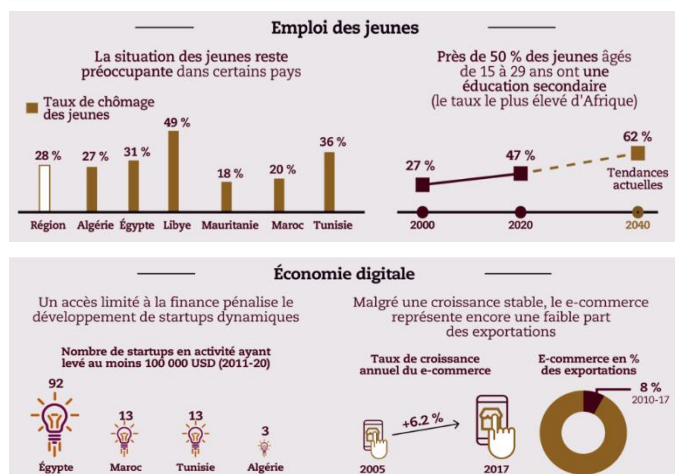 Emploi des jeunes
La situation des jeunes reste
préoccupante dans certains pays
Taux de chômage
des jeunes
28 %
27 %
31 %
49 %
18 %
20 %
36 %
Région
Algérie
Égypte
Libye
Mauritanie
Maroc
Tunisie
Près de 50 % des jeunes âgés
de 15 à 29 ans ont une
éducation secondaire
(le taux le plus élevé d'Afrique)
27 %
47 %
62 %
Tendances
actuelles
2000
2020
2040
Économie digitale
Un accès limité à la finance pénalise le
développement de startups dynamiques
Nombre de startups en activité ayant
levé au moins 100 000 USD (2011-20)
92
13
13
3
Égypte
Maroc
Tunisie
Algérie
Malgré une croissance stable, le e-commerce
représente encore une faible part
des exportations
Taux de croissance
annuel du e-commerce
+6.2 %
2005
2017
E-commerce en %
des exportations
8 %
2010-17